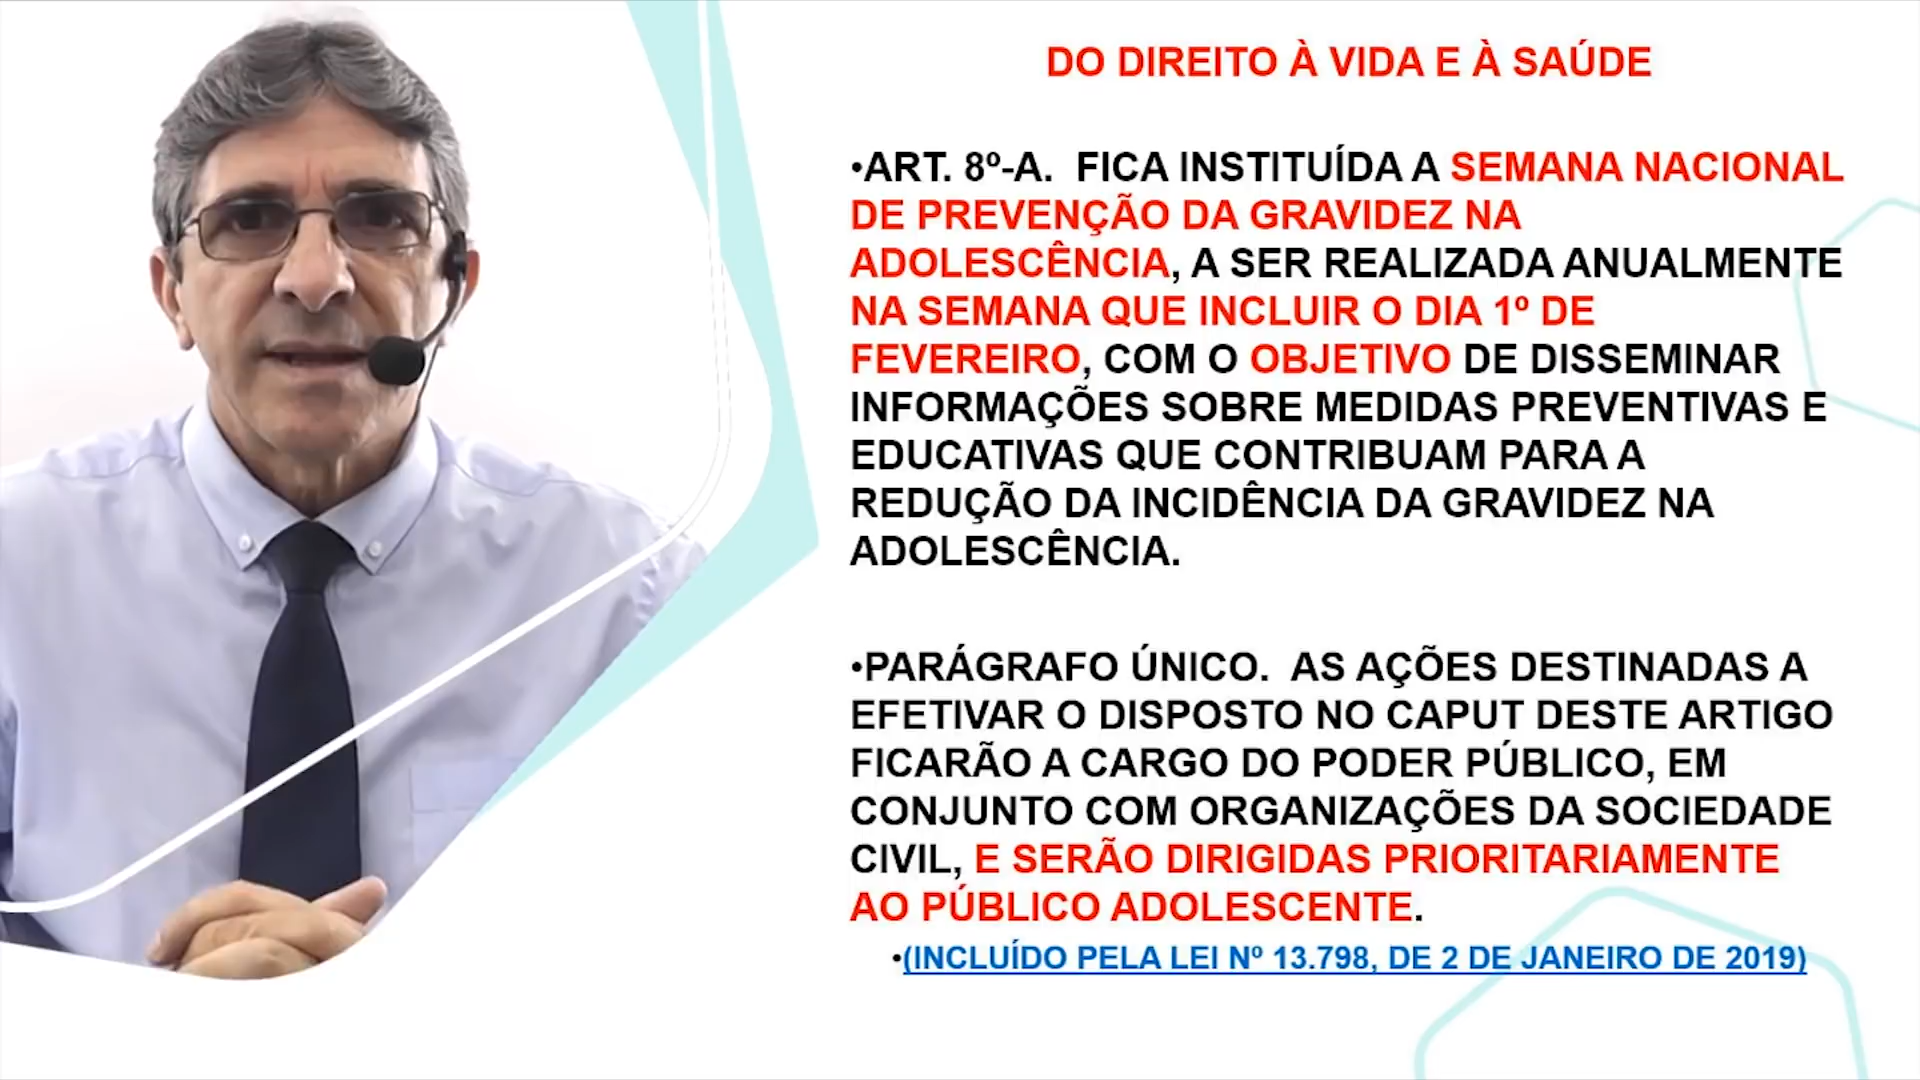 DO DIREITO À VIDA E À SAÚDE
•ART. 8º-A.  FICA INSTITUÍDA A SEMANA NACIONAL
DE PREVENÇÃO DA GRAVIDEZ NA
ADOLESCÊNCIA, A SER REALIZADA ANUALMENTE
NA SEMANA QUE INCLUIR O DIA 1º DE
FEVEREIRO, COM O OBJETIVO DE DISSEMINAR
INFORMAÇÕES SOBRE MEDIDAS PREVENTIVAS E
EDUCATIVAS QUE CONTRIBUAM PARA A
REDUÇÃO DA INCIDÊNCIA DA GRAVIDEZ NA
ADOLESCÊNCIA.
•PARÁGRAFO ÚNICO.  AS AÇÕES DESTINADAS A
EFETIVAR O DISPOSTO NO CAPUT DESTE ARTIGO
FICARÃO A CARGO DO PODER PÚBLICO, EM
CONJUNTO COM ORGANIZAÇÕES DA SOCIEDADE
CIVIL, E SERÃO DIRIGIDAS PRIORITARIAMENTE
AO PÚBLICO ADOLESCENTE.
•(INCLUÍDO PELA LEI Nº 13.798, DE 2 DE JANEIRO DE 2019)